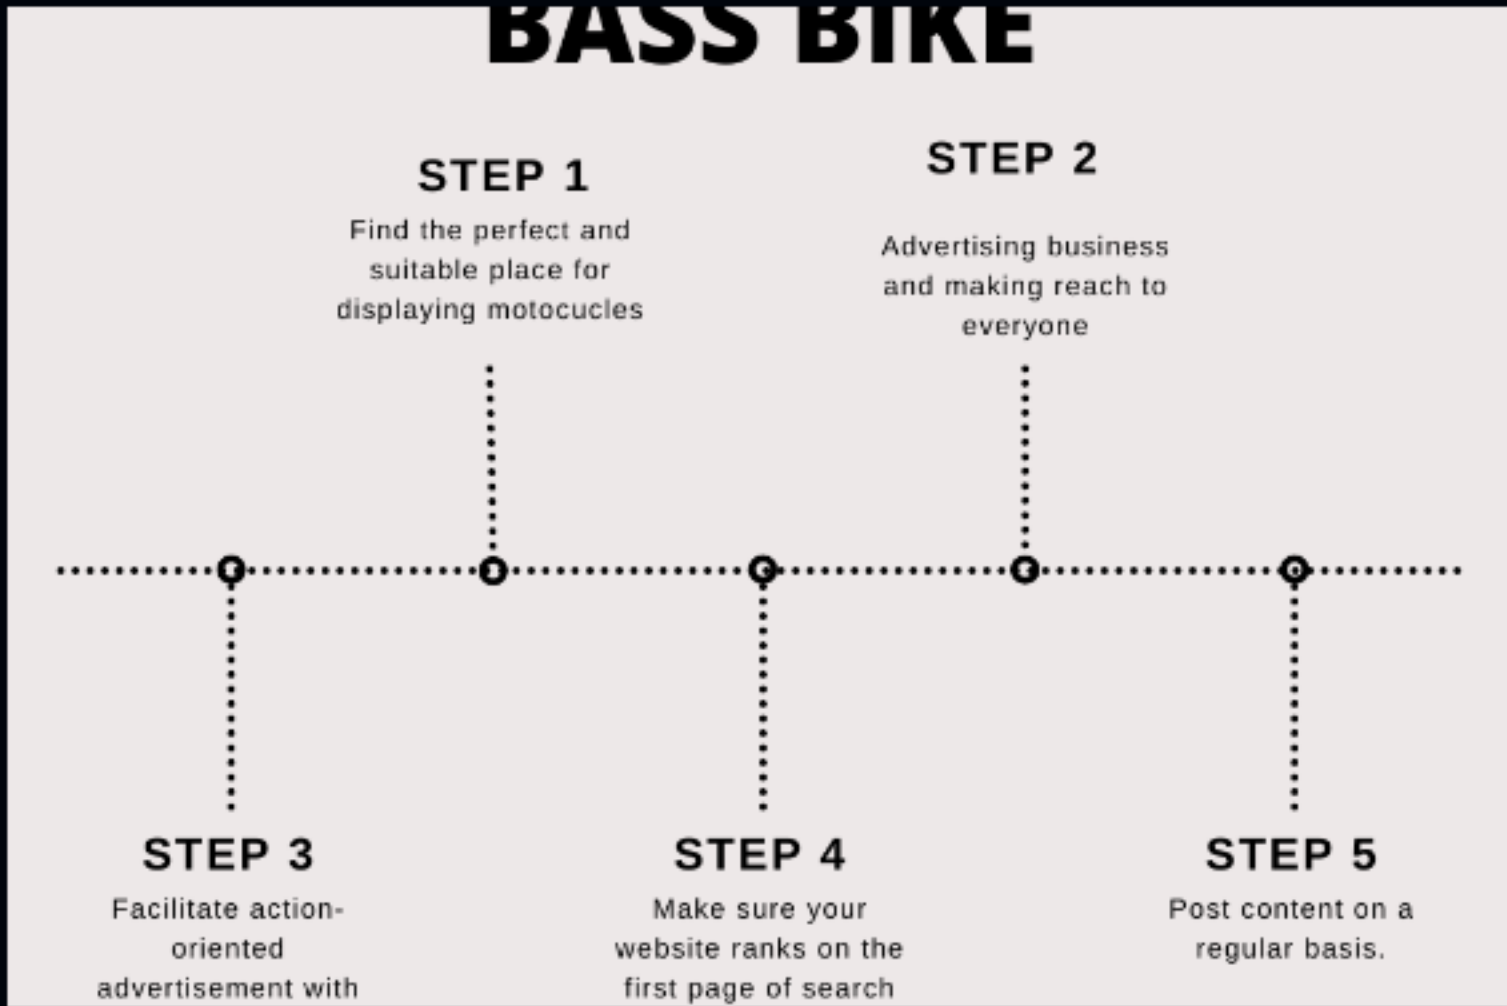 BASS BIKE
STEP 1
Find the perfect and
suitable place for
displaying motocucles
STEP 2
Advertising business
and making reach to
everyone
STEP 3
Facilitate action-
oriented
advertisement with
STEP 4
Make sure your
website ranks on the
first page of search
STEP 5
Post content on a
regular basis.